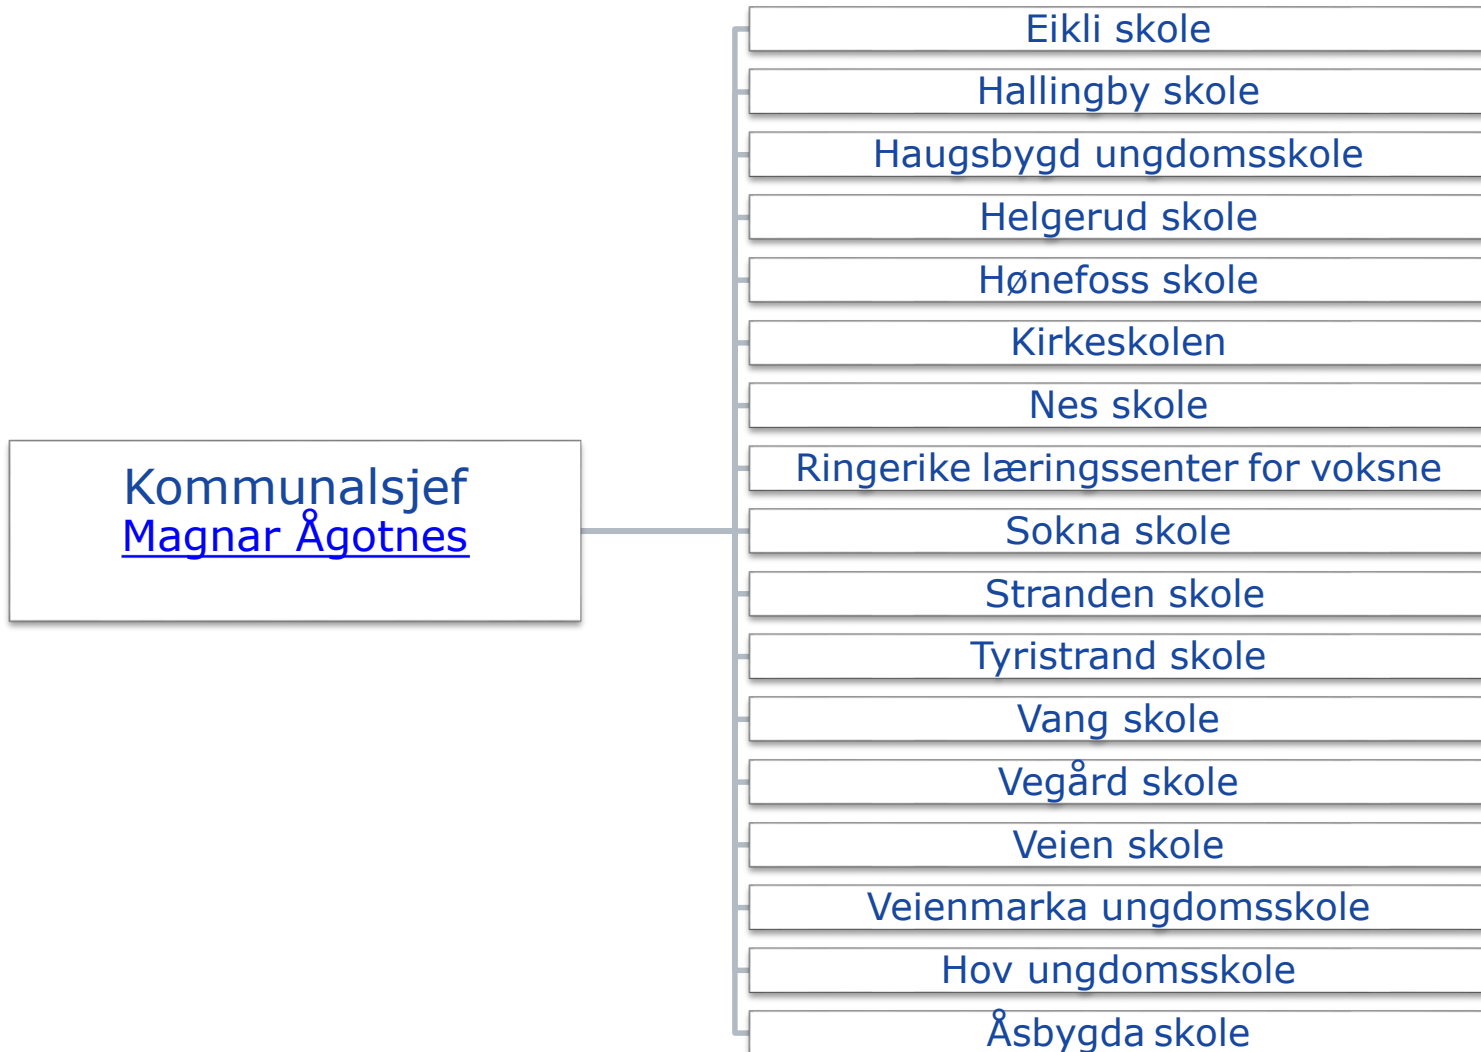 Kommunalsjef
Magnar Ågotnes
Eikli skole
Hallingby skole
Haugsbygd ungdomsskole
Helgerud skole
Hønefoss skole
Kirkeskolen
Nes skole
Ringerike læringssenter for voksne
Sokna skole
Stranden skole
Tyristrand skole
Vang skole
Vegård skole
Veien skole
Veienmarka ungdomsskole
Hov ungdomsskole
Åsbygda skole